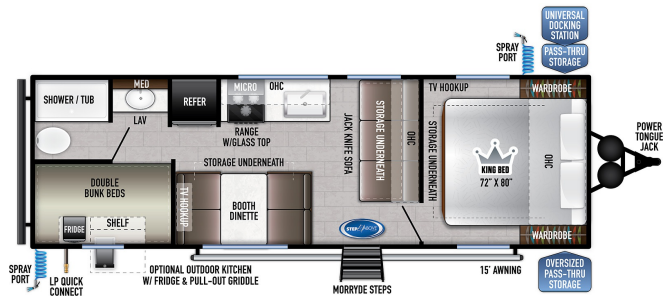 UNIVERSAL
DOCKING
STATION
SPRAY
PORT
PASS-THRU
STORAGE
MED
SHOWER / TUB
LAV
REFER
MICRO
OHC
RANGE
W/GLASS TOP
JACK KNIFE SOFA
STORAGE UNDERNEATH
OHC
TV HOOKUP
WARDROBE
STORAGE UNDERNEATH
KING BED
72" X 80"
OHC
POWER
TONGUE
JACK
DOUBLE
BUNK BEDS
STORAGE UNDERNEATH
TV HOOKUP
BOOTH
DINETTE
FRIDGE
SHELF
STEP ABOVE
WARDROBE
SPRAY
PORT
LP QUICK
CONNECT
OPTIONAL OUTDOOR KITCHEN
W/ FRIDGE & PULL-OUT GRIDDLE
MORRYDE STEPS
15' AWNING
OVERSIZED
PASS-THRU
STORAGE